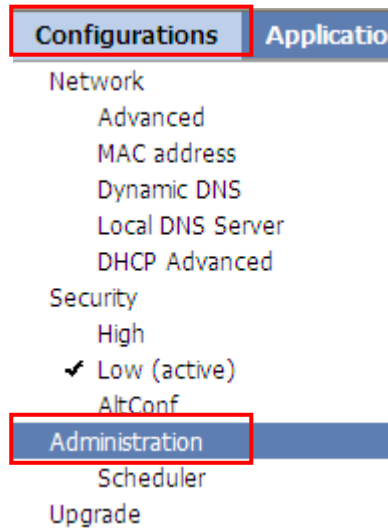 Configurations Applicatio
Network
Advanced
MAC address
Dynamic DNS
Local DNS Server
DHCP Advanced
Security
High
✔ Low (active)
AltConf
Administration
Scheduler
Upgrade